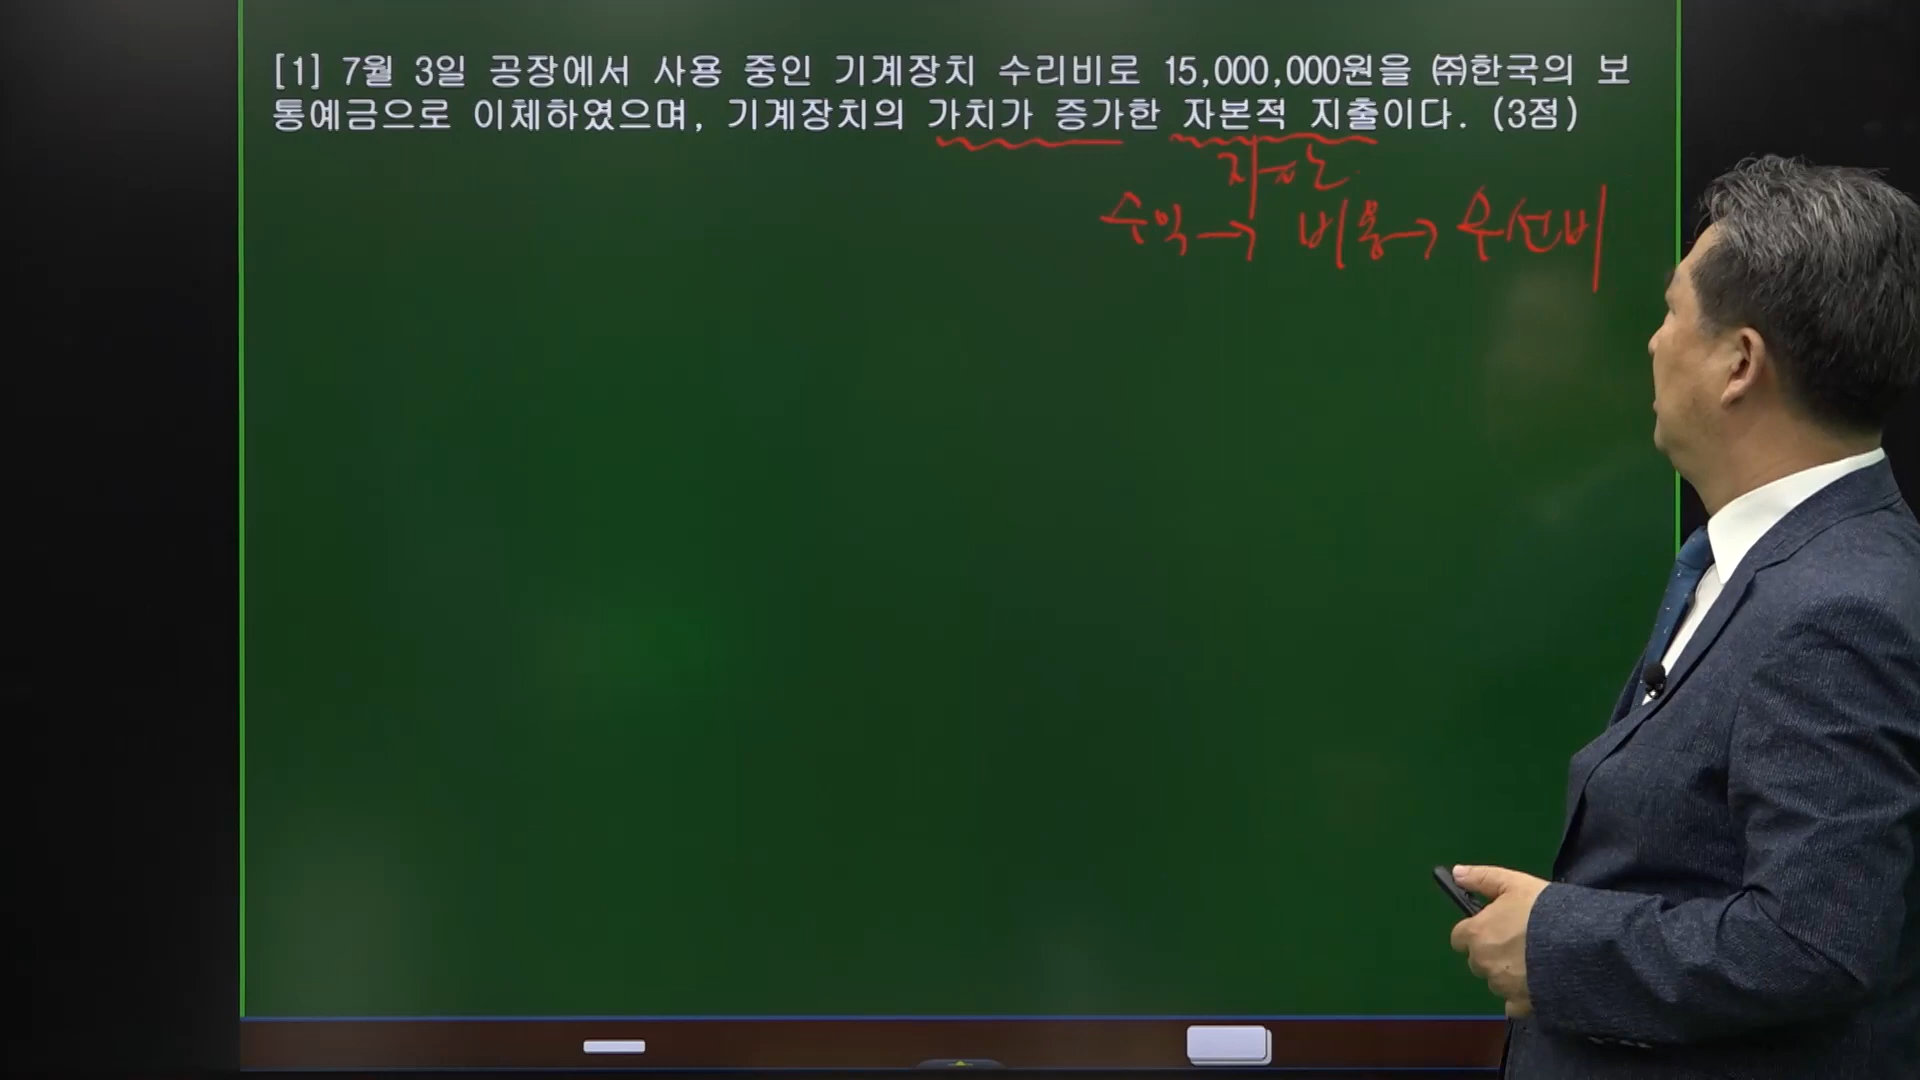 [1] 7월 3일 공장에서 사용 중인 기계장치 수리비로 15,000,000원을 ㈜한국의 보
통예금으로 이체하였으며, 기계장치의 가치가 증가한 자본적 지출이다. (3점)
자산
수익→ 비용→ 수선비